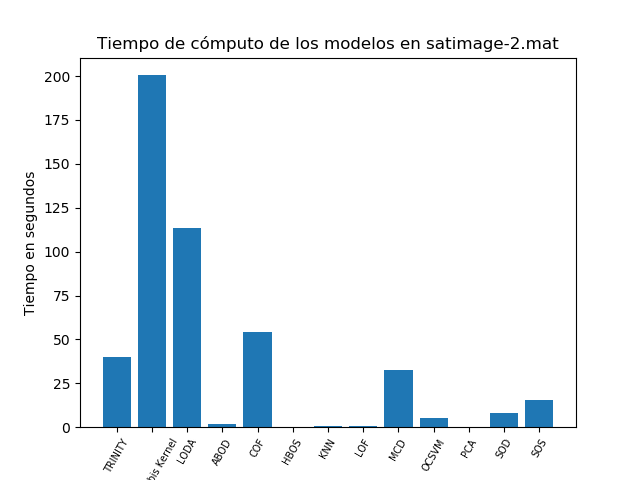 Tiempo de cómputo de los modelos en satimage-2.mat
Tiempo en segundos
200
175
150
125
100
75
50
25
0
TRINITY
Kernel
LODA
ABOD
COF
HBOS
KNN
LOF
MCD
OCSVM
PCA
SOD
SOS